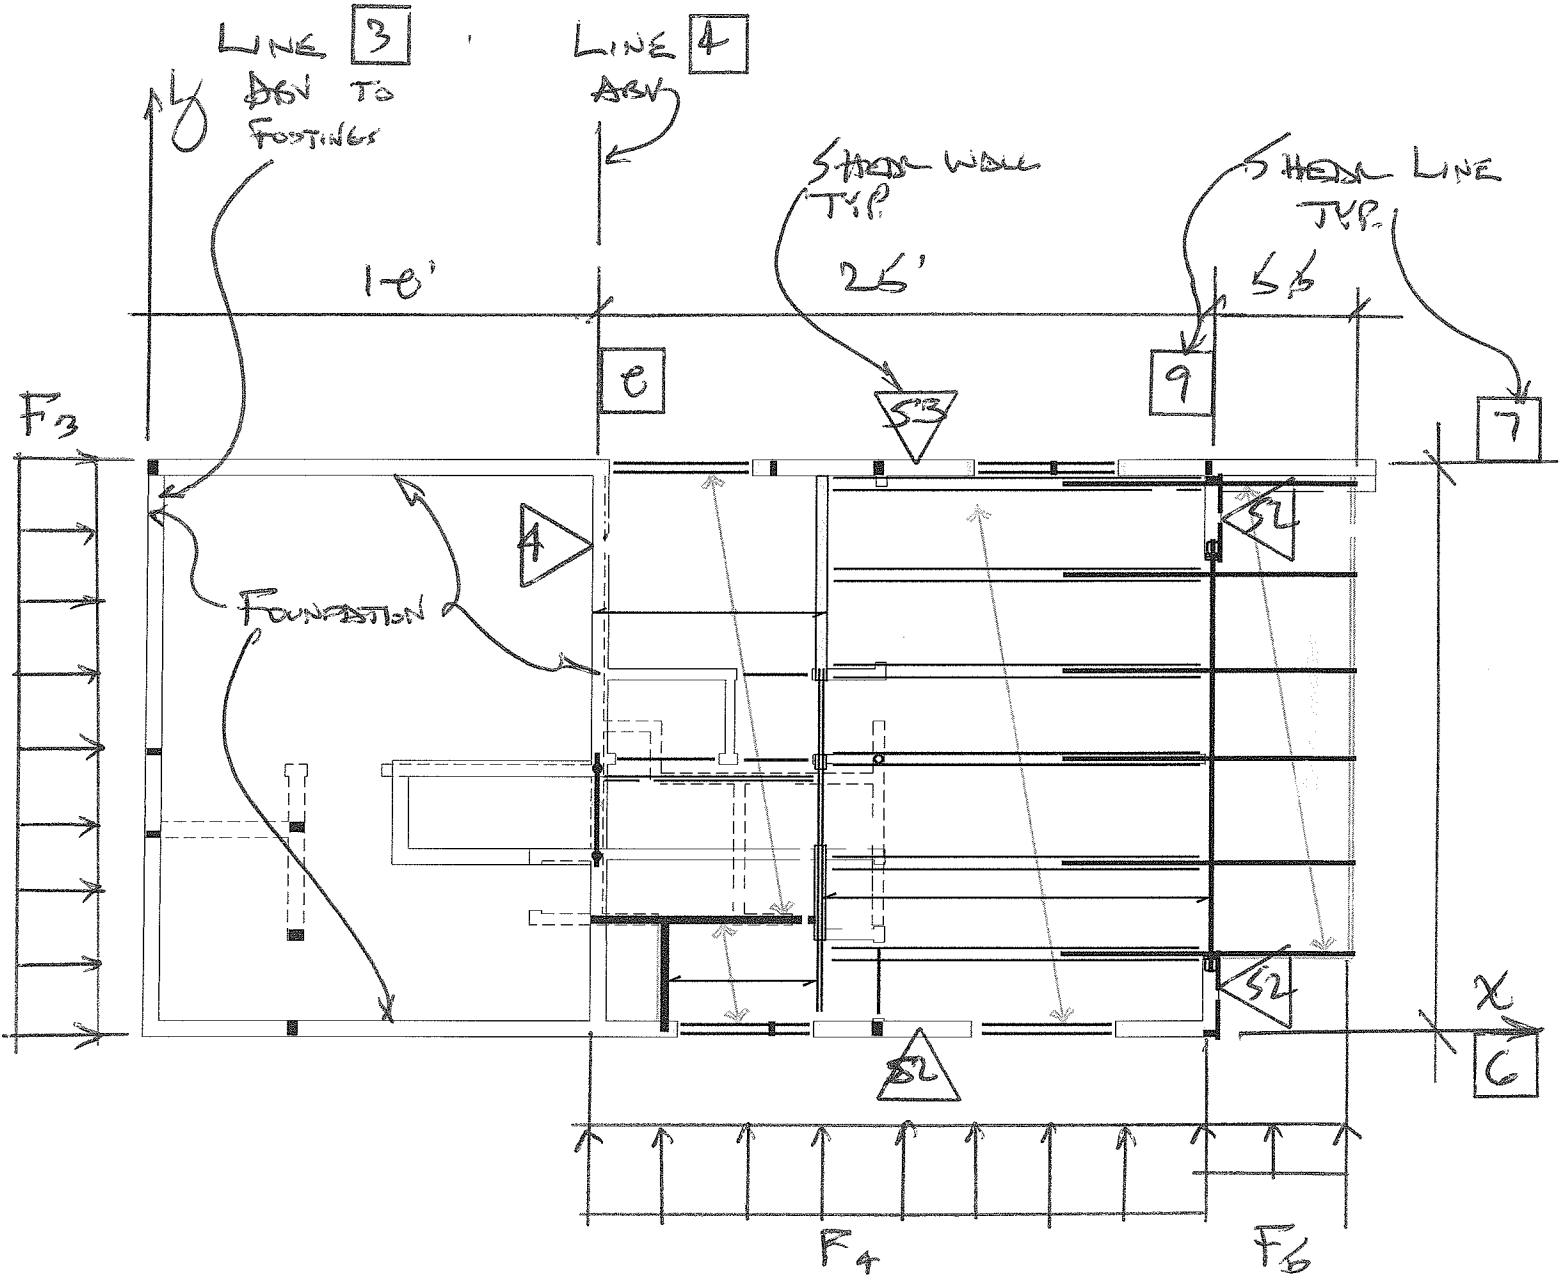 LINE 3
ABV TO
FOOTINGS
LINE 4
ABV
y
SHEAR WALL
TYP.
SHEAR LINE
TYP.
18'
25'
5.5
8
9
7
F3
S3
S2
4
FOUNDATION
S2
S2
X
6
F4